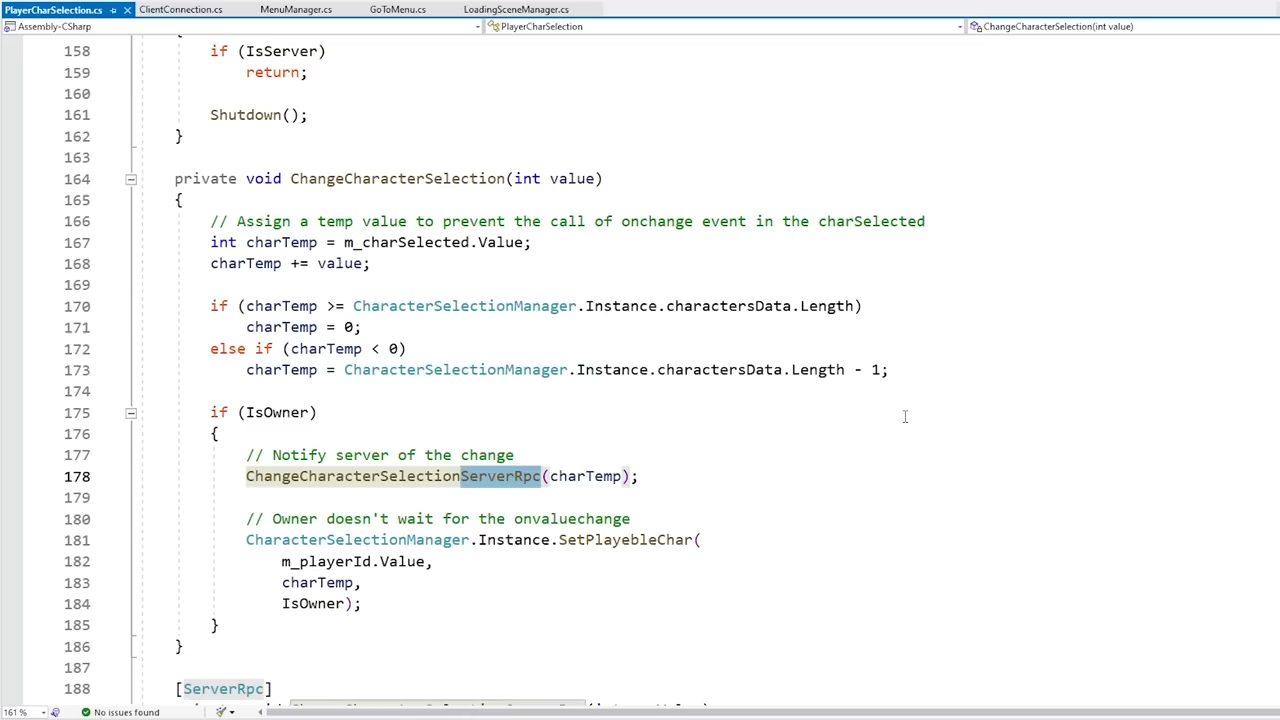 PlayerCharSelection.cs
ClientConnection.cs
MenuManager.cs
GoToMenu.cs
LoadingSceneManager.cs
Assembly-CSharp
PlayerCharSelection
ChangeCharacterSelection(int value)
158 if (IsServer)
159 return;
160
161 Shutdown();
162 }
163
164 private void ChangeCharacterSelection(int value)
165 {
166 // Assign a temp value to prevent the call of onchange event in the charSelected
167 int charTemp = m_charSelected.Value;
168 charTemp += value;
169
170 if (charTemp >= CharacterSelectionManager.Instance.charactersData.Length)
171 charTemp = 0;
172 else if (charTemp < 0)
173 charTemp = CharacterSelectionManager.Instance.charactersData.Length - 1;
174
175 if (IsOwner)
176 {
177 // Notify server of the change
178 ChangeCharacterSelectionServerRpc(charTemp);
179
180 // Owner doesn't wait for the onvaluechange
181 CharacterSelectionManager.Instance.SetPlayebleChar(
182 m_playerId.Value,
183 charTemp,
184 IsOwner);
185 }
186 }
187
188 [ServerRpc]
161 %
No issues found